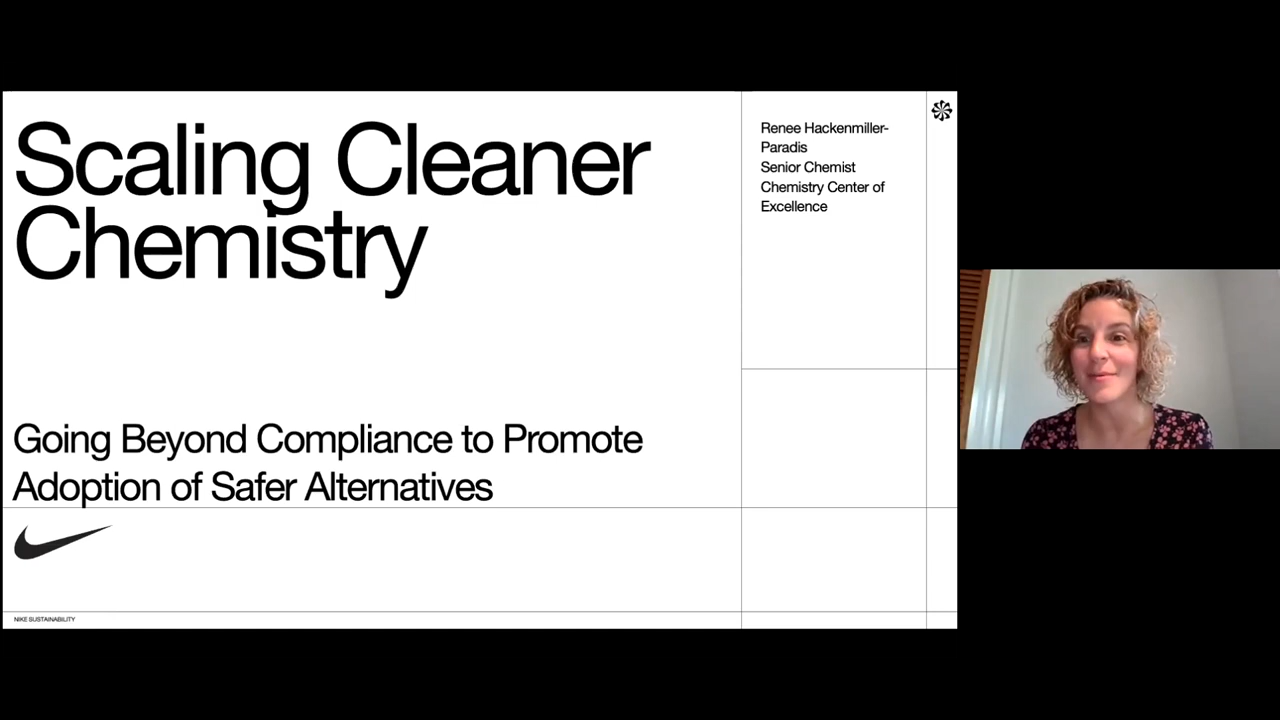 Scaling Cleaner
Chemistry
Renee Hackenmiller-
Paradis
Senior Chemist
Chemistry Center of
Excellence
Going Beyond Compliance to Promote
Adoption of Safer Alternatives
NIKE SUSTAINABILITY